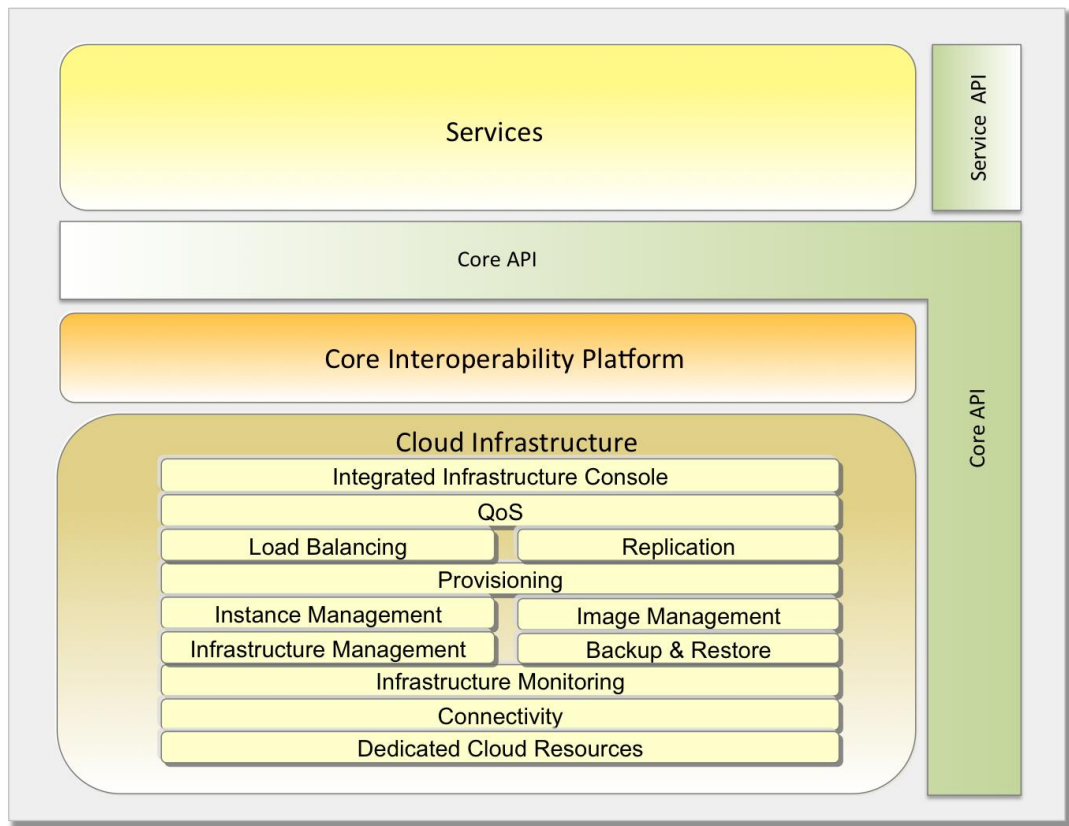 Services
Service API
Core API
Core Interoperability Platform
Core API
Cloud Infrastructure
Integrated Infrastructure Console
QoS
Load Balancing
Replication
Provisioning
Instance Management
Image Management
Infrastructure Management
Backup & Restore
Infrastructure Monitoring
Connectivity
Dedicated Cloud Resources